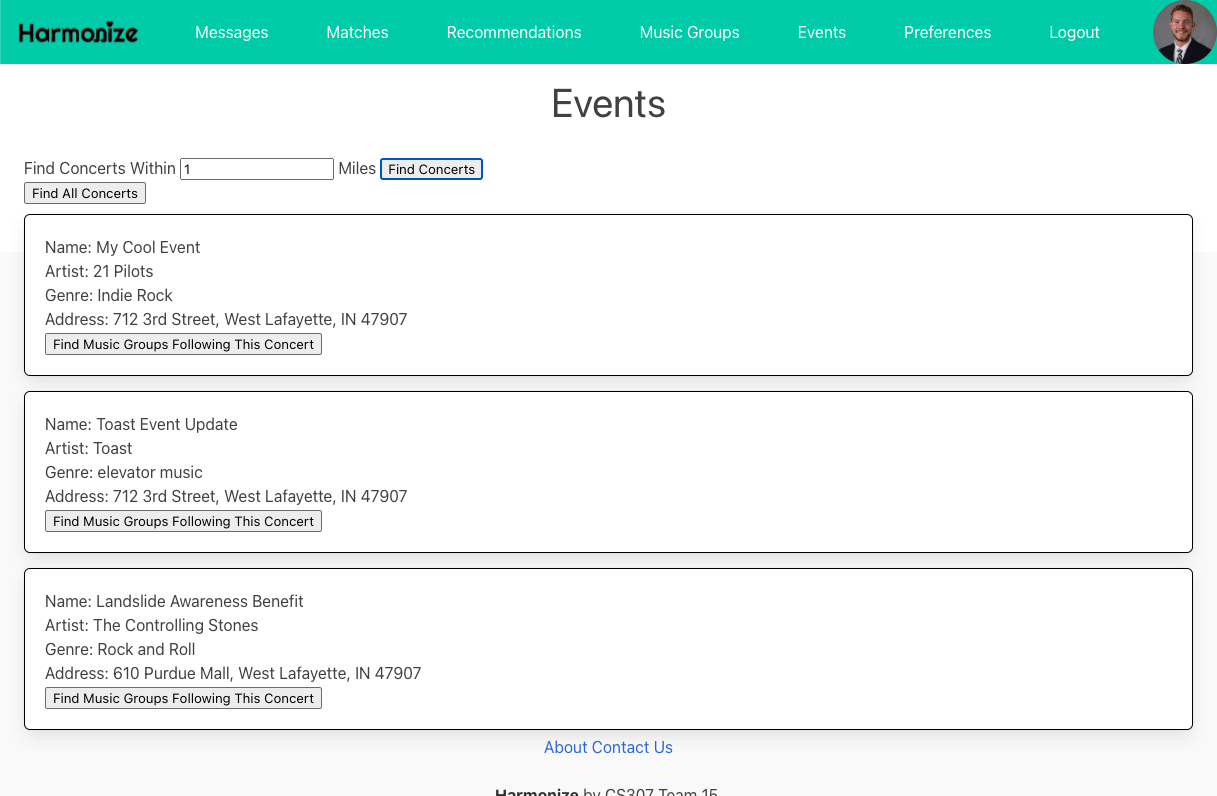 Harmonize Messages Matches Recommendations Music Groups Events Preferences Logout
Events
Find Concerts Within 1 Miles Find Concerts
Find All Concerts
Name: My Cool Event
Artist: 21 Pilots
Genre: Indie Rock
Address: 712 3rd Street, West Lafayette, IN 47907
Find Music Groups Following This Concert
Name: Toast Event Update
Artist: Toast
Genre: elevator music
Address: 712 3rd Street, West Lafayette, IN 47907
Find Music Groups Following This Concert
Name: Landslide Awareness Benefit
Artist: The Controlling Stones
Genre: Rock and Roll
Address: 610 Purdue Mall, West Lafayette, IN 47907
Find Music Groups Following This Concert
About Contact Us
Harmonize by CS307 Team 15